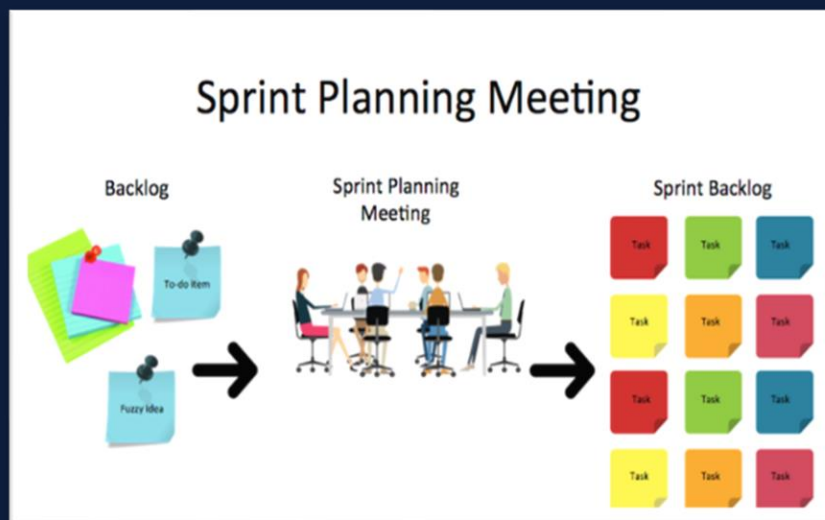 Sprint Planning Meeting
Backlog
Sprint Planning
Meeting
Sprint Backlog
To-do item
Fuzzy Idea
Task Task Task
Task Task Task
Task Task Task
Task Task Task